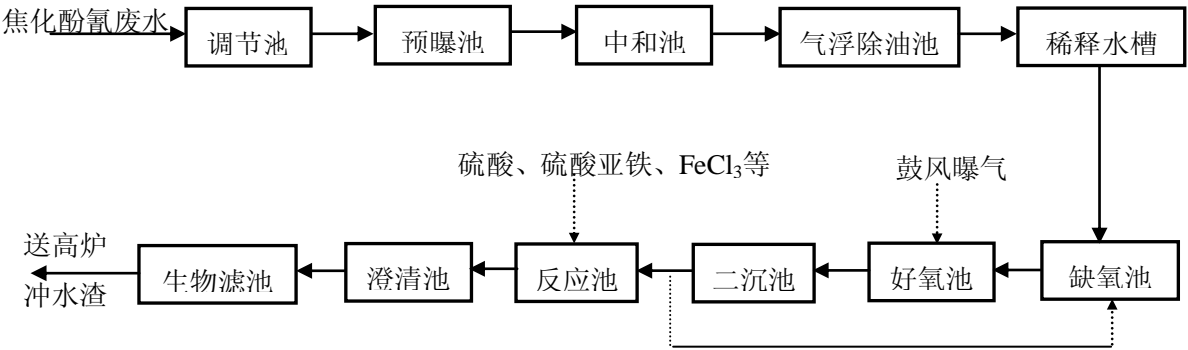 焦化酚氰废水
调节池
预曝池
中和池
气浮除油池
稀释水槽
硫酸、硫酸亚铁、FeCl₃等
鼓风曝气
送高炉
冲水渣
生物滤池
澄清池
反应池
二沉池
好氧池
缺氧池